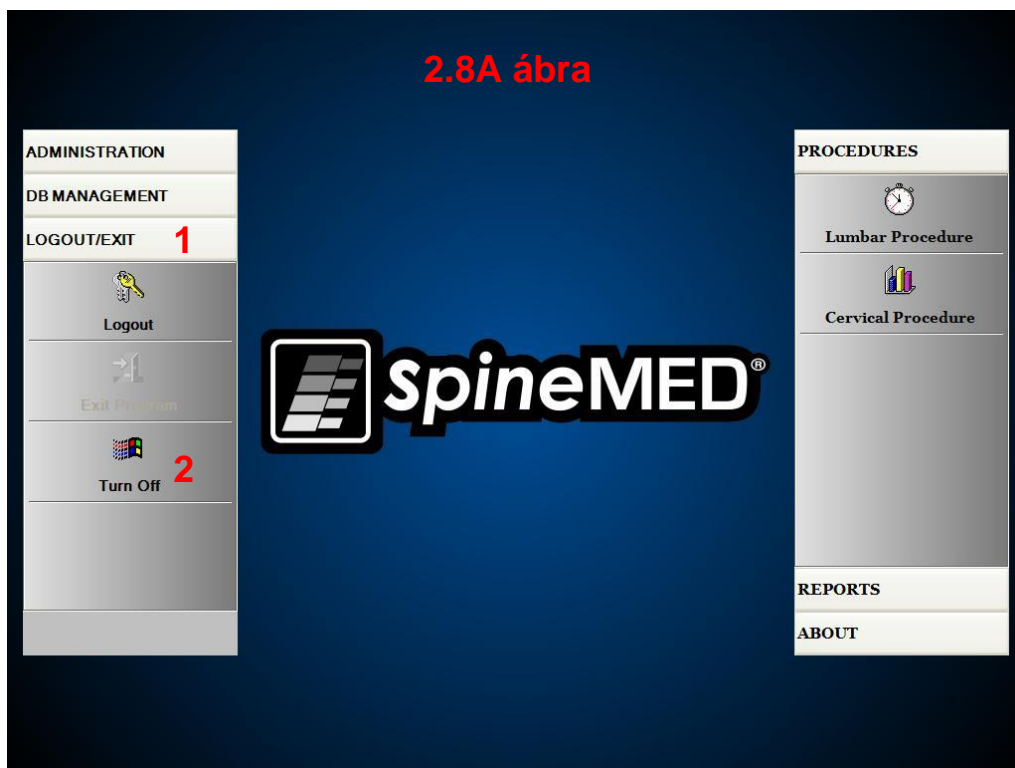 2.8A ábra
ADMINISTRATION
DB MANAGEMENT
LOGOUT/EXIT 1
Logout
Exit Program
Turn Off 2
SpineMED®
PROCEDURES
Lumbar Procedure
Cervical Procedure
REPORTS
ABOUT